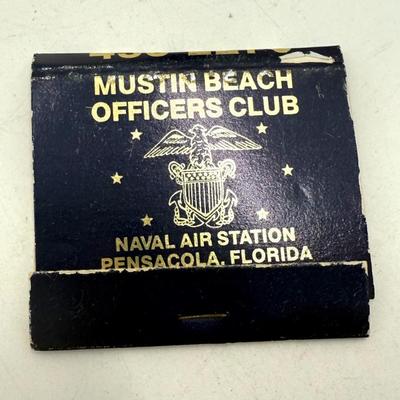 MUSTIN BEACH
OFFICERS CLUB
NAVAL AIR STATION
PENSACOLA, FLORIDA